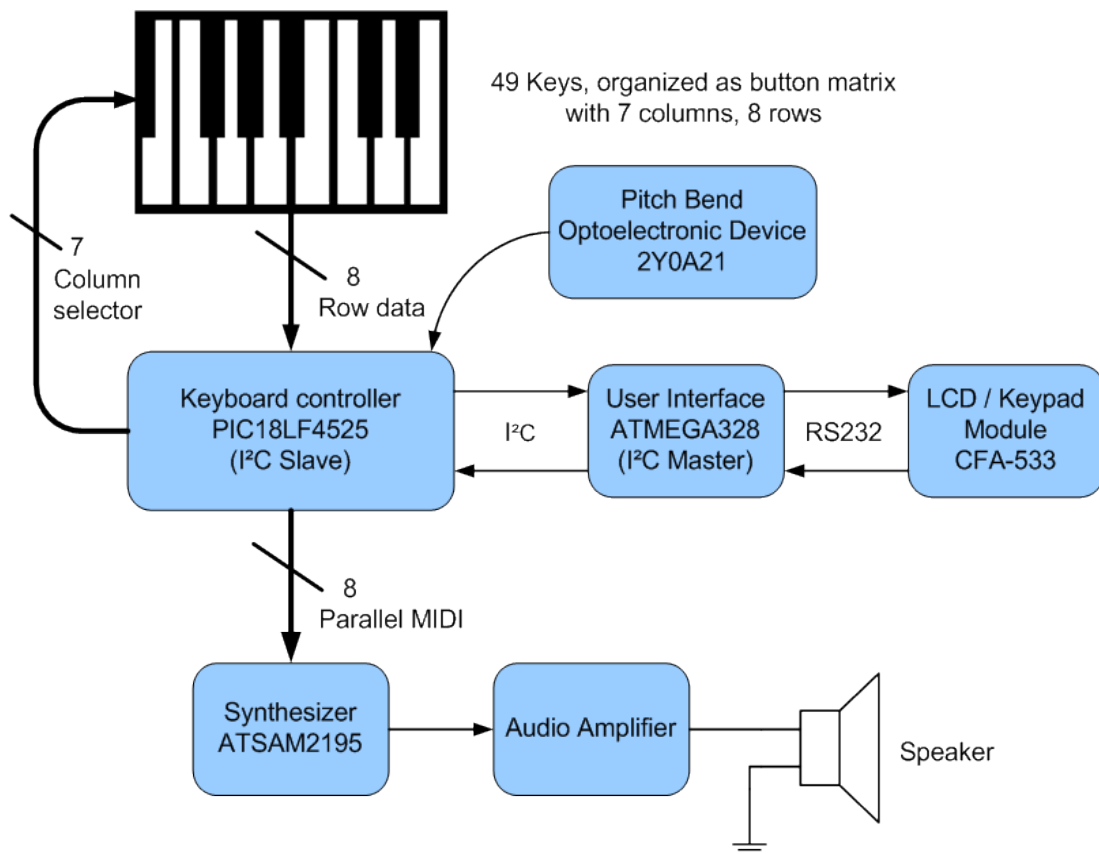 49 Keys, organized as button matrix
with 7 columns, 8 rows
Pitch Bend
Optoelectronic Device
2Y0A21
7
Column
selector
8
Row data
Keyboard controller
PIC18LF4525
(I²C Slave)
I²C
User Interface
ATMEGA328
(I²C Master)
RS232
LCD / Keypad
Module
CFA-533
8
Parallel MIDI
Synthesizer
ATSAM2195
Audio Amplifier
Speaker